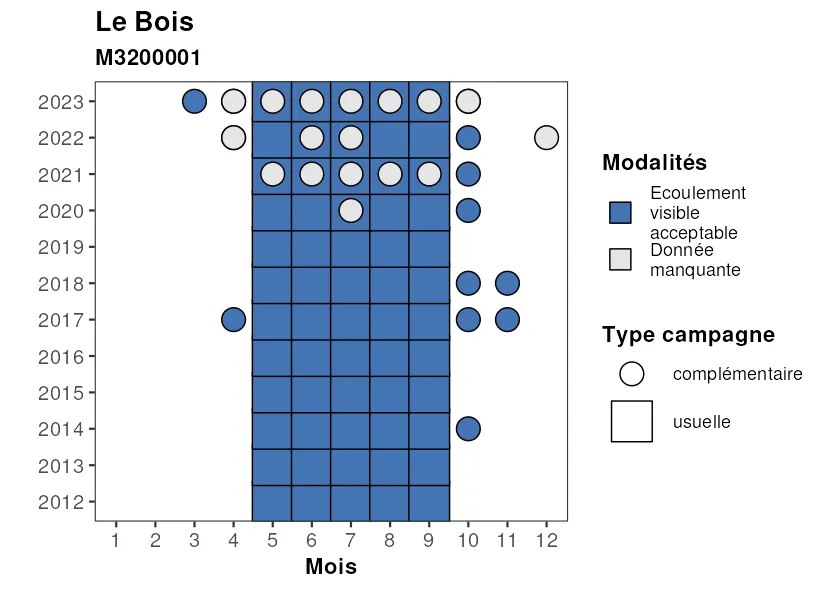 Le Bois
M3200001
2023
2022
2021
2020
2019
2018
2017
2016
2015
2014
2013
2012
1 2 3 4 5 6 7 8 9 10 11 12
Mois
Modalités
Ecoulement
visible
acceptable
Donnée
manquante
Type campagne
complémentaire
usuelle